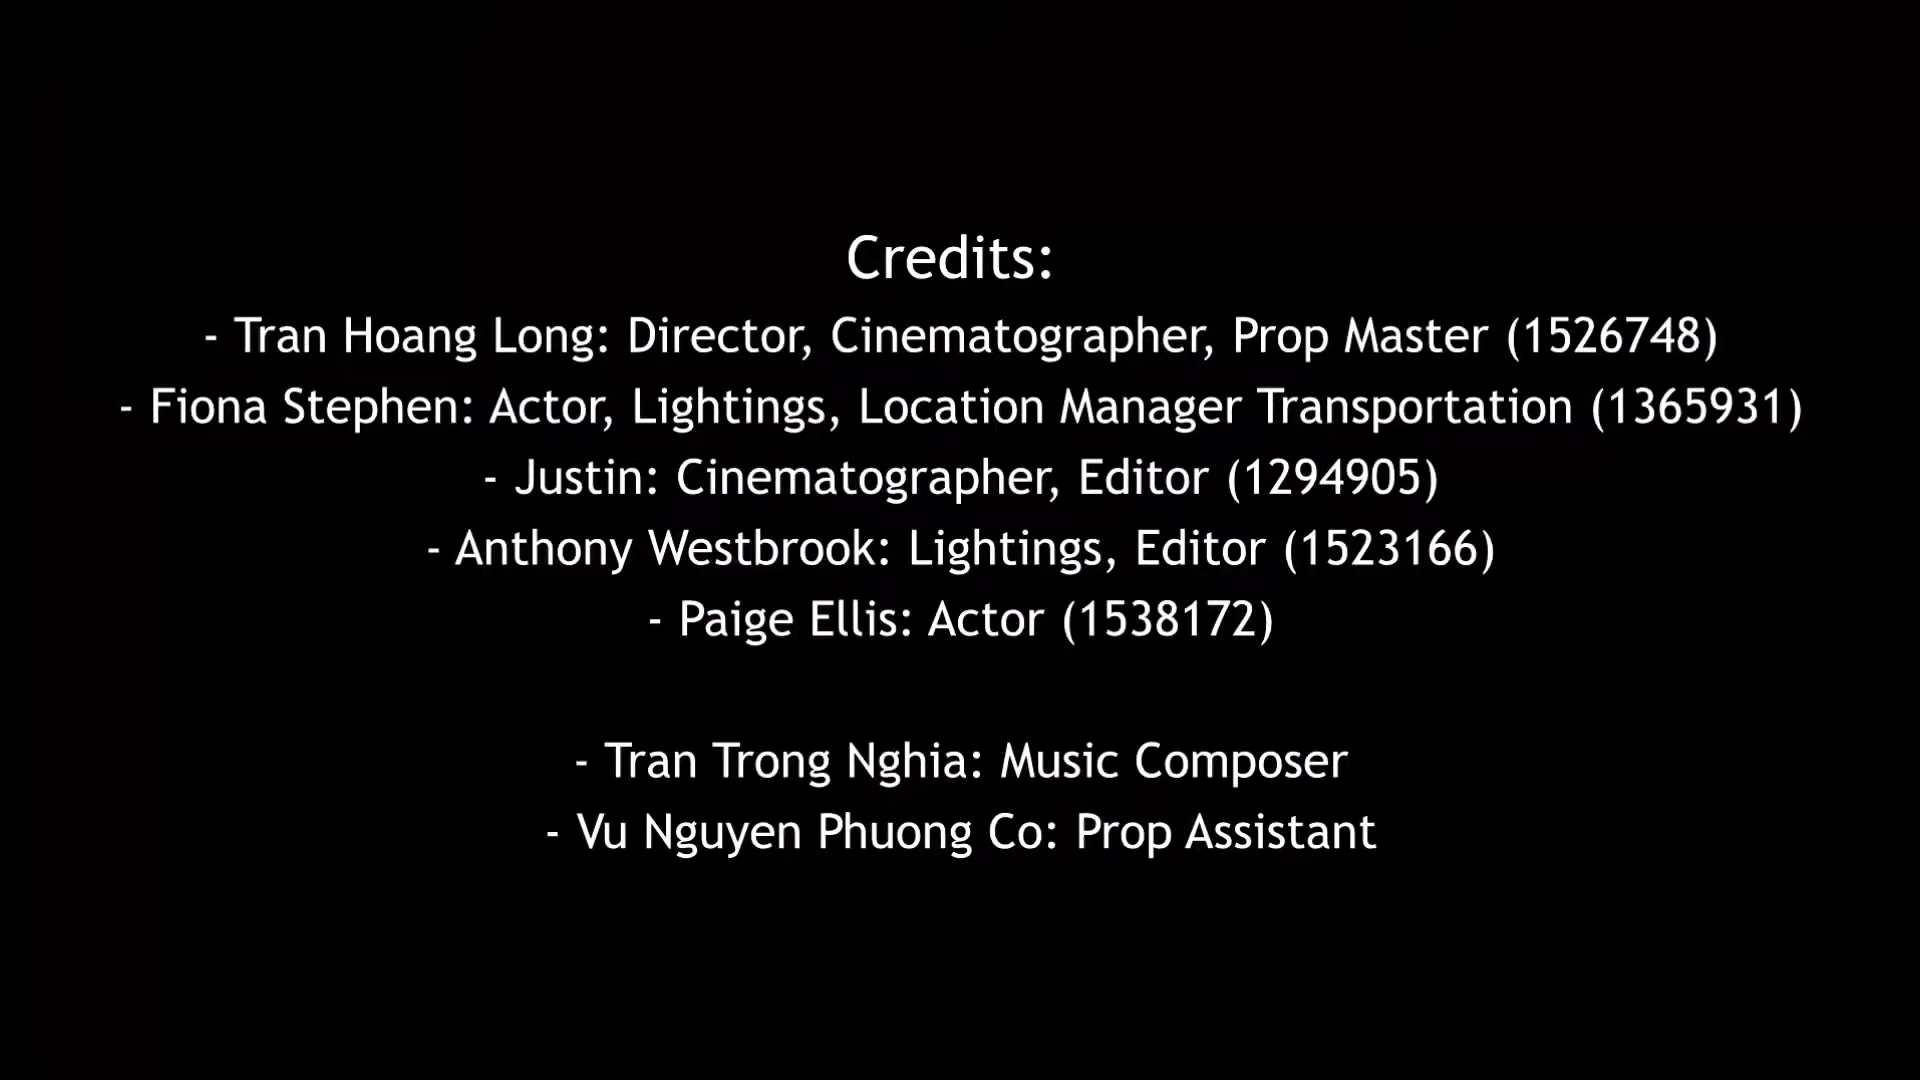 Credits:
- Tran Hoang Long: Director, Cinematographer, Prop Master (1526748)
- Fiona Stephen: Actor, Lightings, Location Manager Transportation (1365931)
- Justin: Cinematographer, Editor (1294905)
- Anthony Westbrook: Lightings, Editor (1523166)
- Paige Ellis: Actor (1538172)
- Tran Trong Nghia: Music Composer
- Vu Nguyen Phuong Co: Prop Assistant